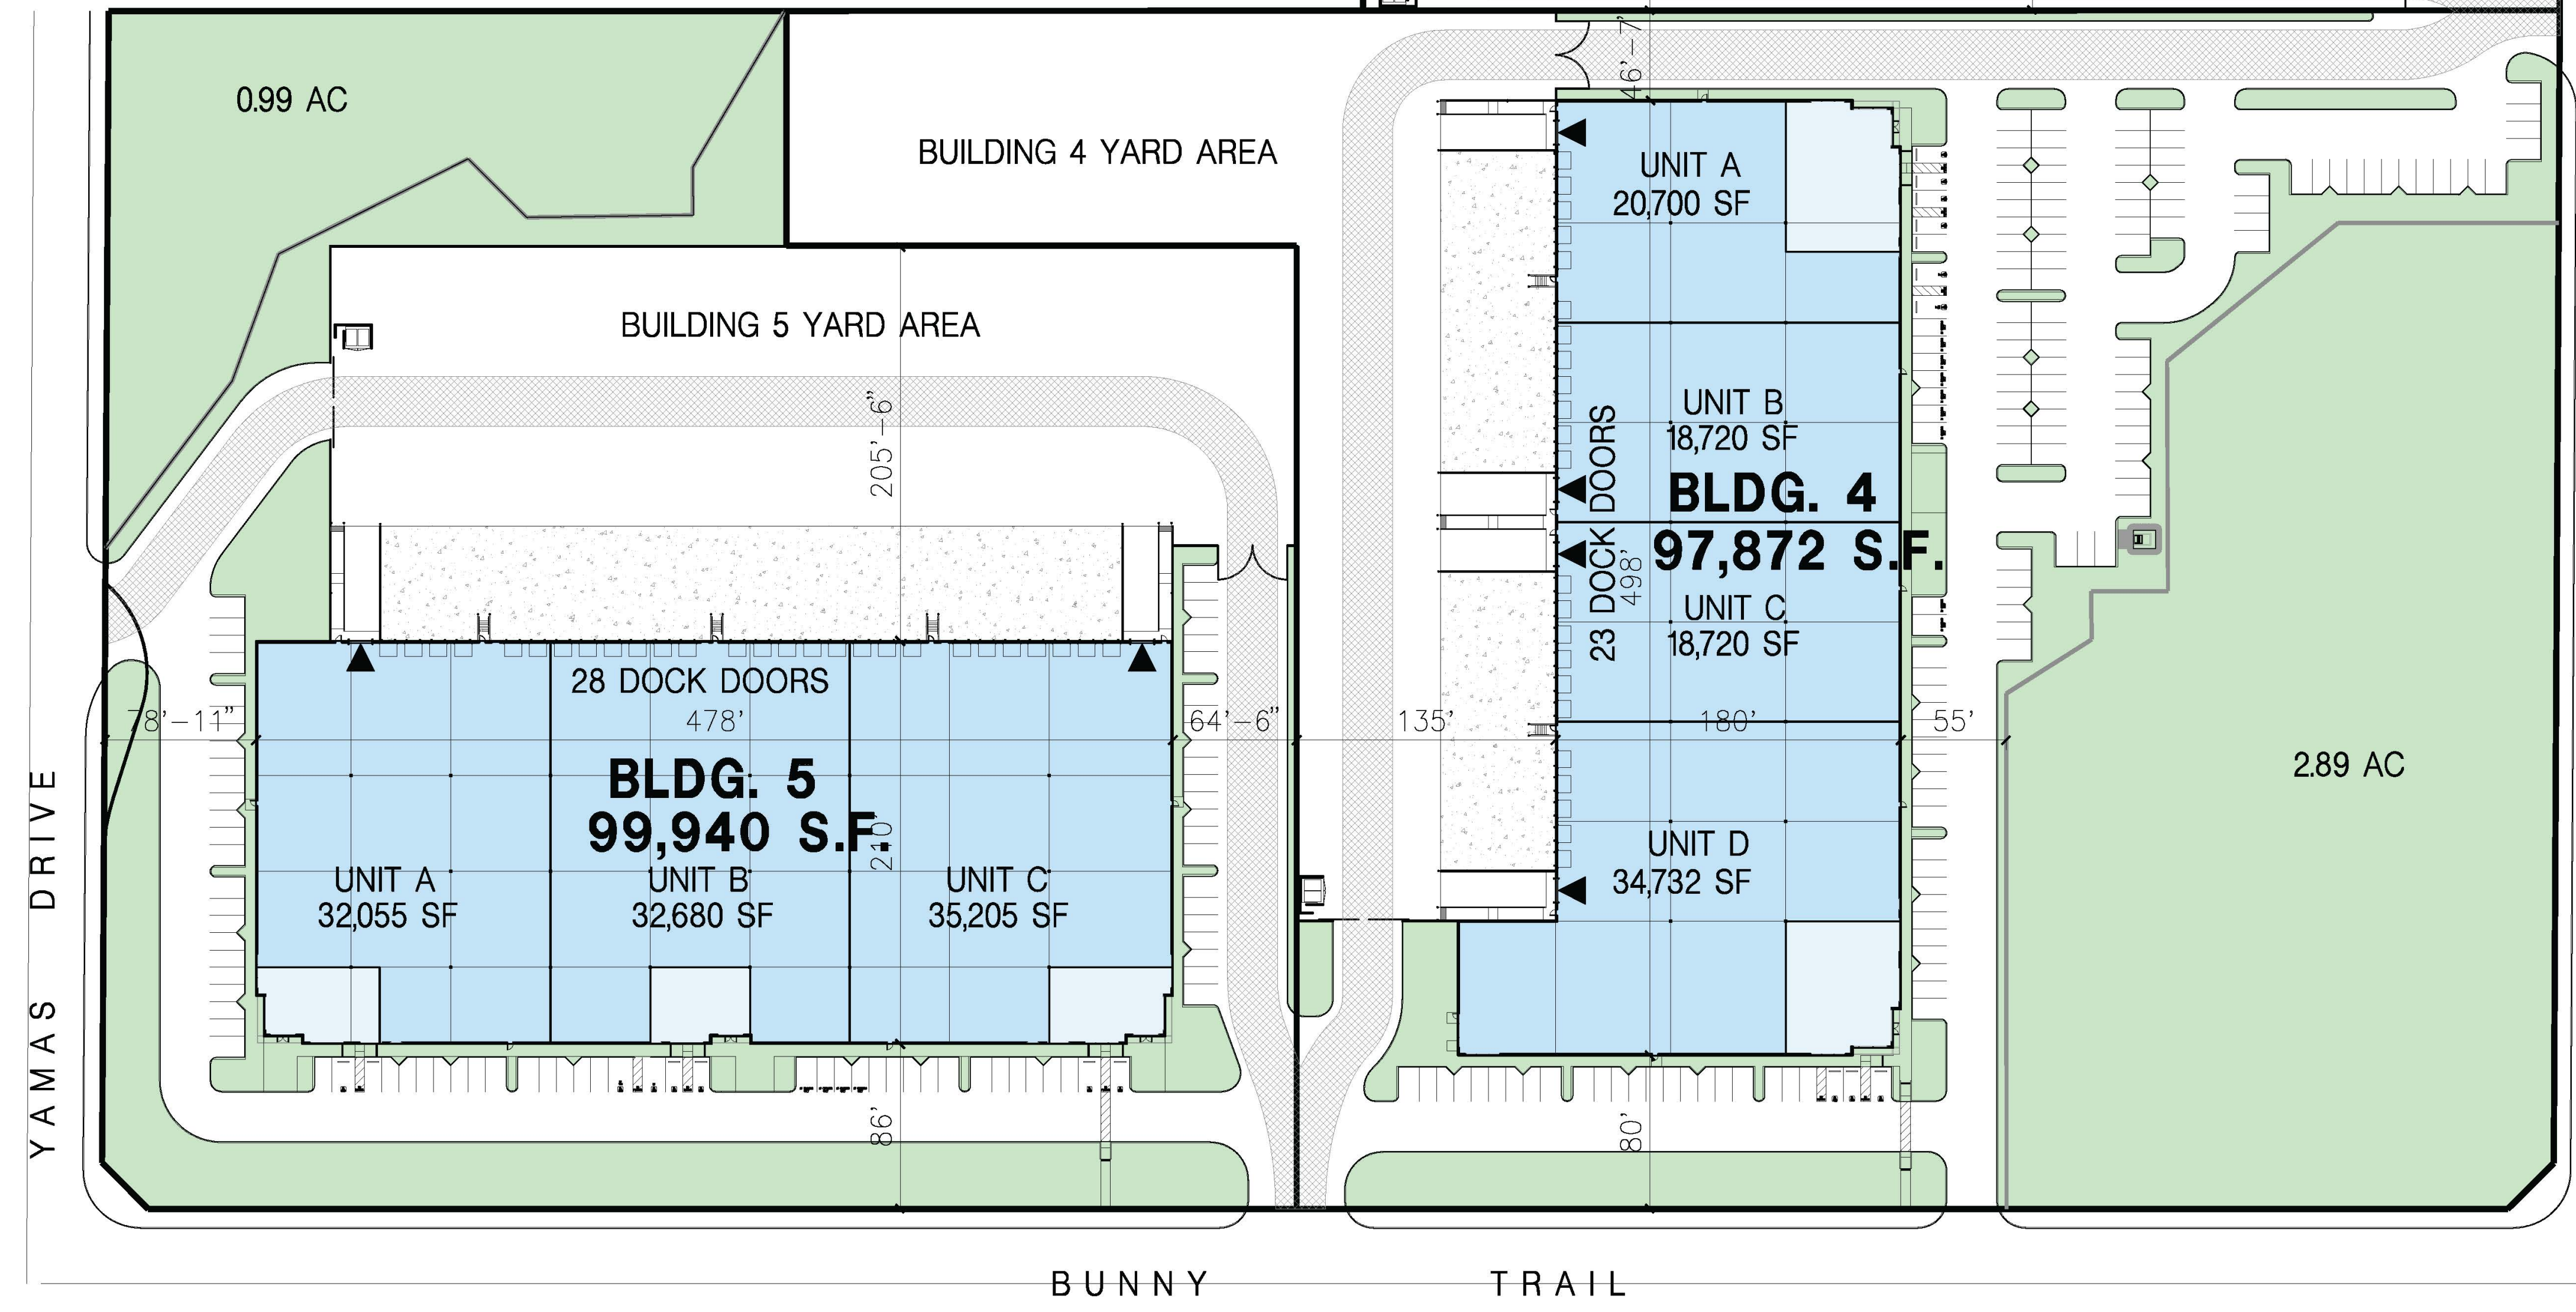 0.99 AC
BUILDING 4 YARD AREA
46'-7"
UNIT A
20,700 SF
BUILDING 5 YARD AREA
205'-6"
UNIT B
18,720 SF
BLDG. 4
97,872 S.F.
23 DOCK DOORS
498'
UNIT C
18,720 SF
28 DOCK DOORS
78'-11"
478'
64'-6"
135'
180'
55'
2.89 AC
BLDG. 5
99,940 S.F.
210'
UNIT A
32,055 SF
UNIT B
32,680 SF
UNIT C
35,205 SF
UNIT D
34,732 SF
86'
80'
YAMAS DRIVE
BUNNY TRAIL